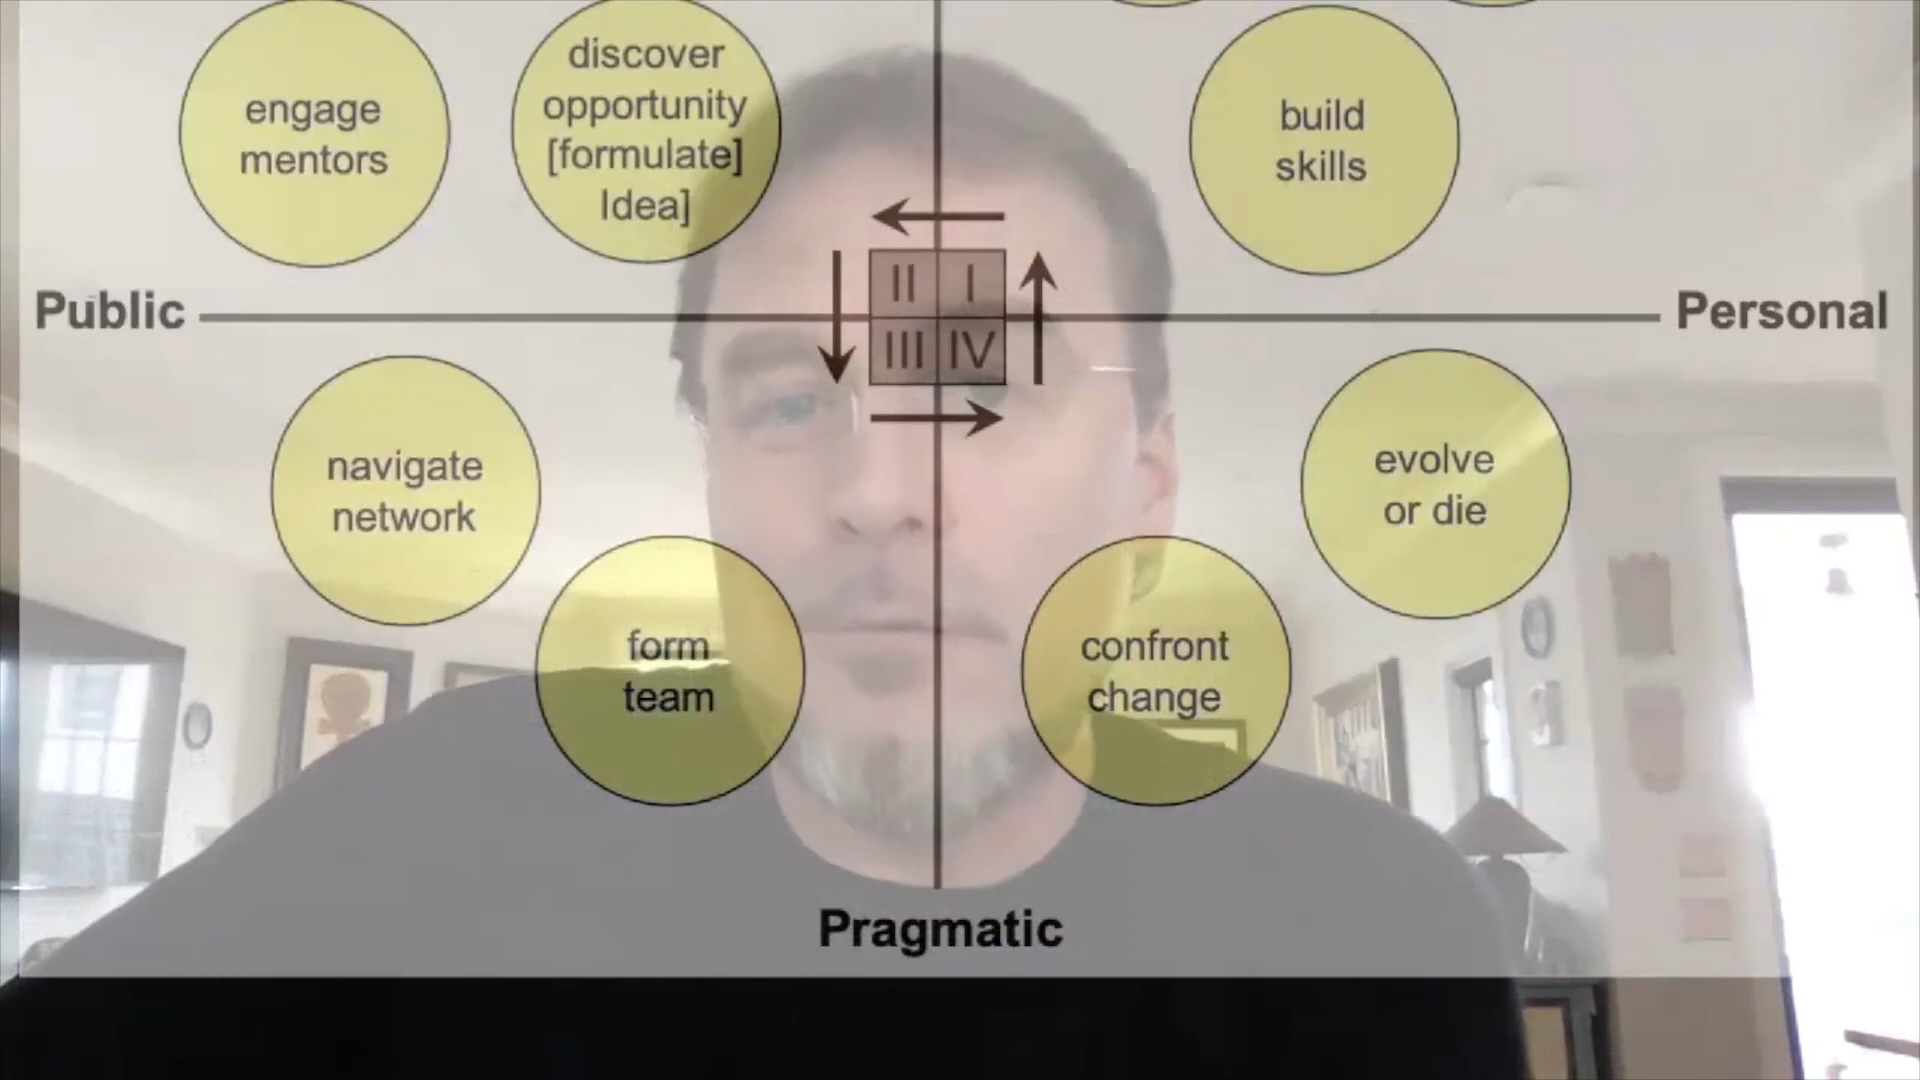 engage
mentors
discover
opportunity
[formulate]
Idea]
build
skills
II
I
III
IV
Public
Personal
navigate
network
evolve
or die
form
team
confront
change
Pragmatic